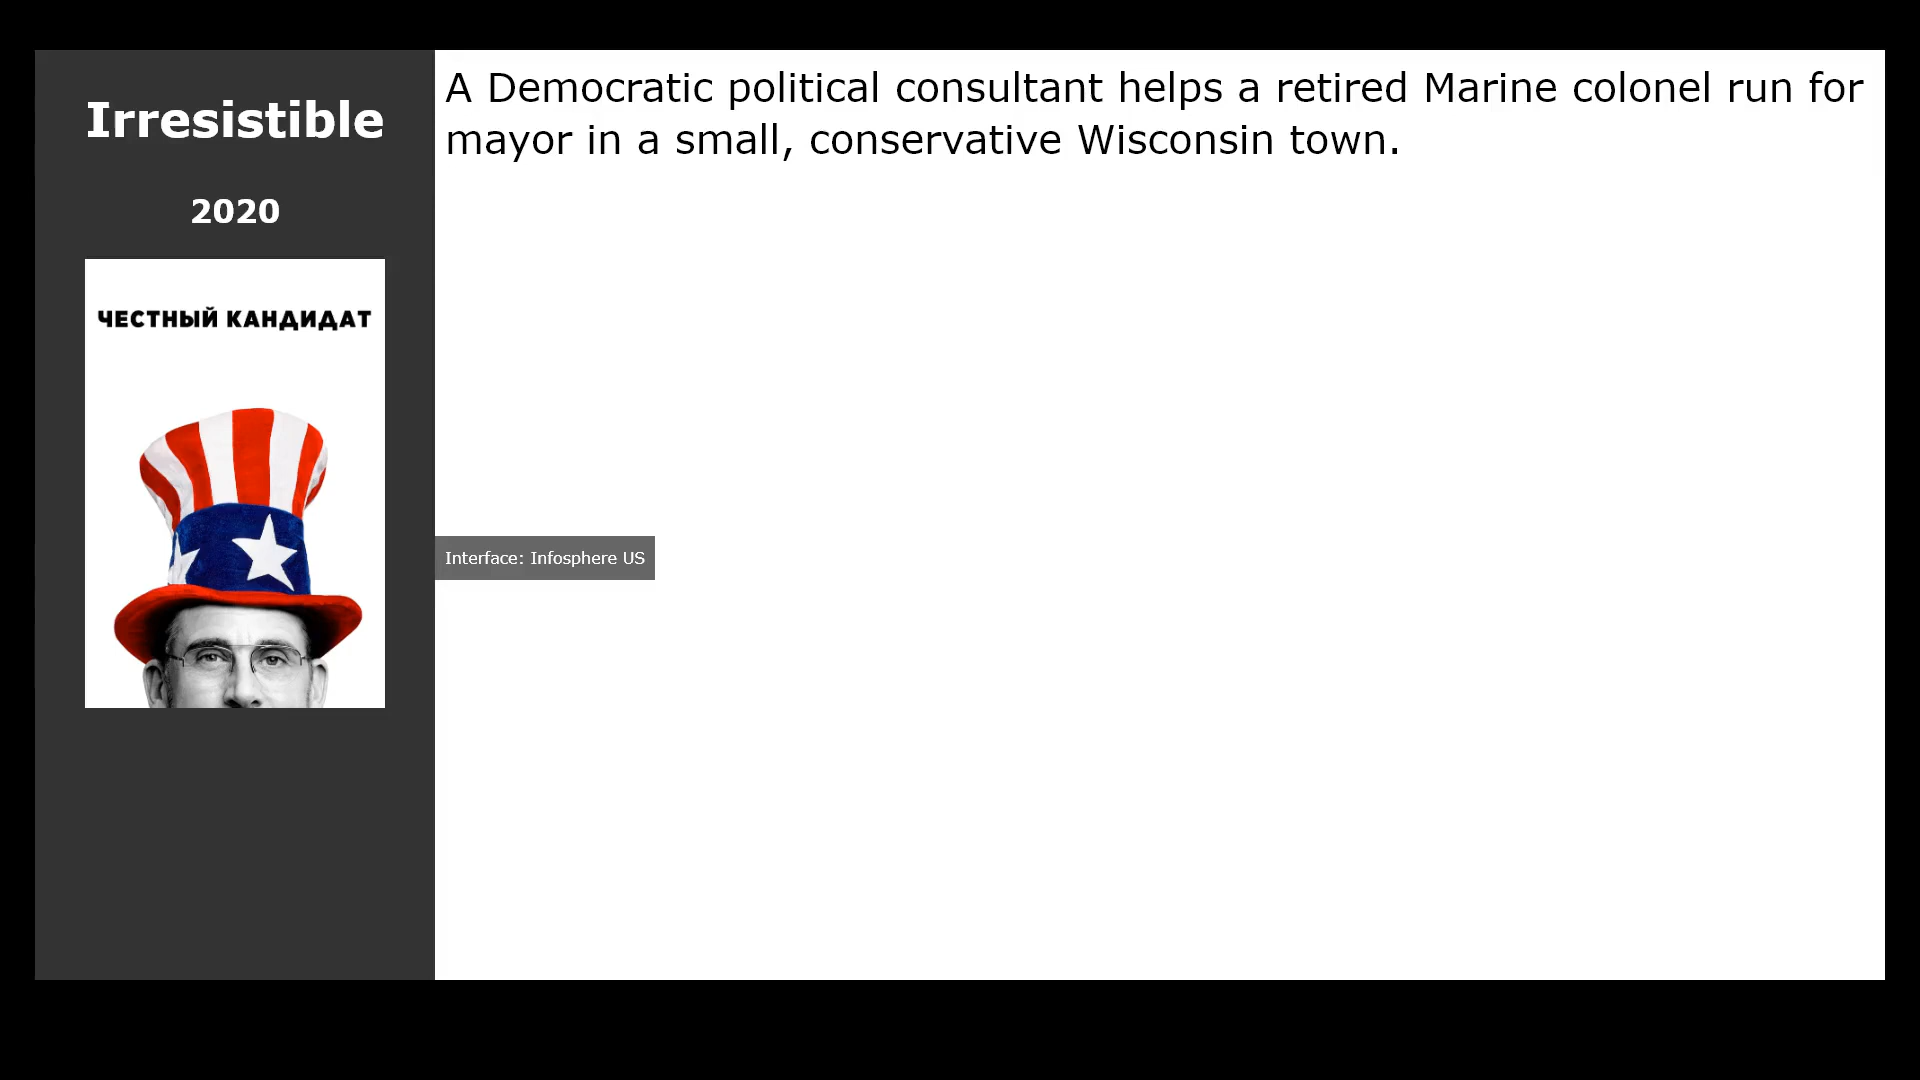 Irresistible
2020
ЧЕСТНЫЙ КАНДИДАТ
A Democratic political consultant helps a retired Marine colonel run for
mayor in a small, conservative Wisconsin town.
Interface: Infosphere US